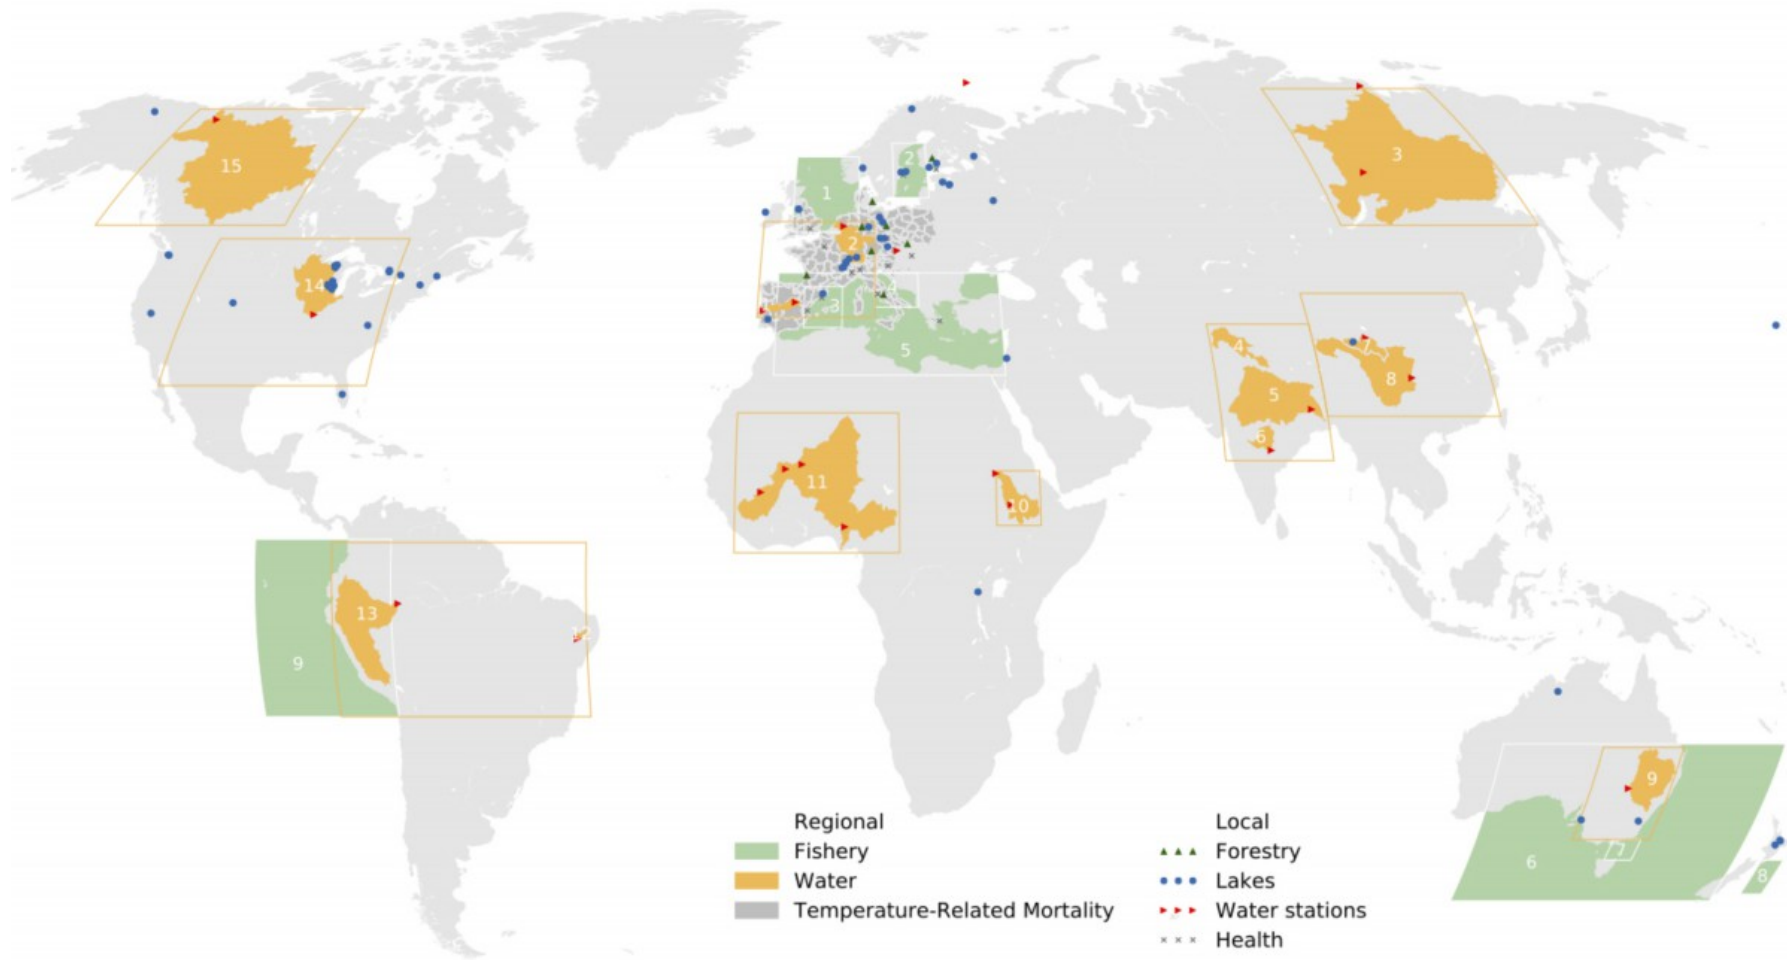 15
3
2
1
2
14
3
5
4
7
8
5
6
11
10
13
12
9
9
6
7
8
Regional
Fishery
Water
Temperature-Related Mortality
Local
Forestry
Lakes
Water stations
Health